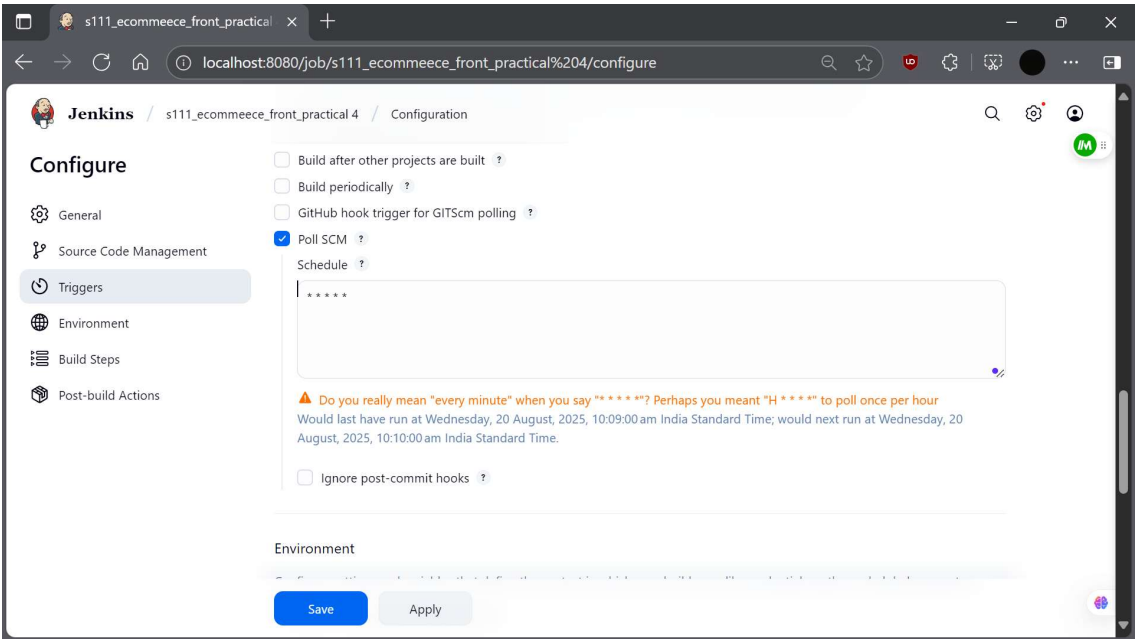 s111_ecommeece_front_practical
localhost:8080/job/s111_ecommeece_front_practical%204/configure
Jenkins / s111_ecommeece_front_practical 4 / Configuration
Configure
General
Source Code Management
Triggers
Environment
Build Steps
Post-build Actions
Build after other projects are built ?
Build periodically ?
GitHub hook trigger for GITScm polling ?
Poll SCM ?
Schedule ?
* * * * *
Do you really mean "every minute" when you say "* * * * *"? Perhaps you meant "H * * * *" to poll once per hour
Would last have run at Wednesday, 20 August, 2025, 10:09:00 am India Standard Time; would next run at Wednesday, 20
August, 2025, 10:10:00 am India Standard Time.
Ignore post-commit hooks ?
Environment
Save
Apply